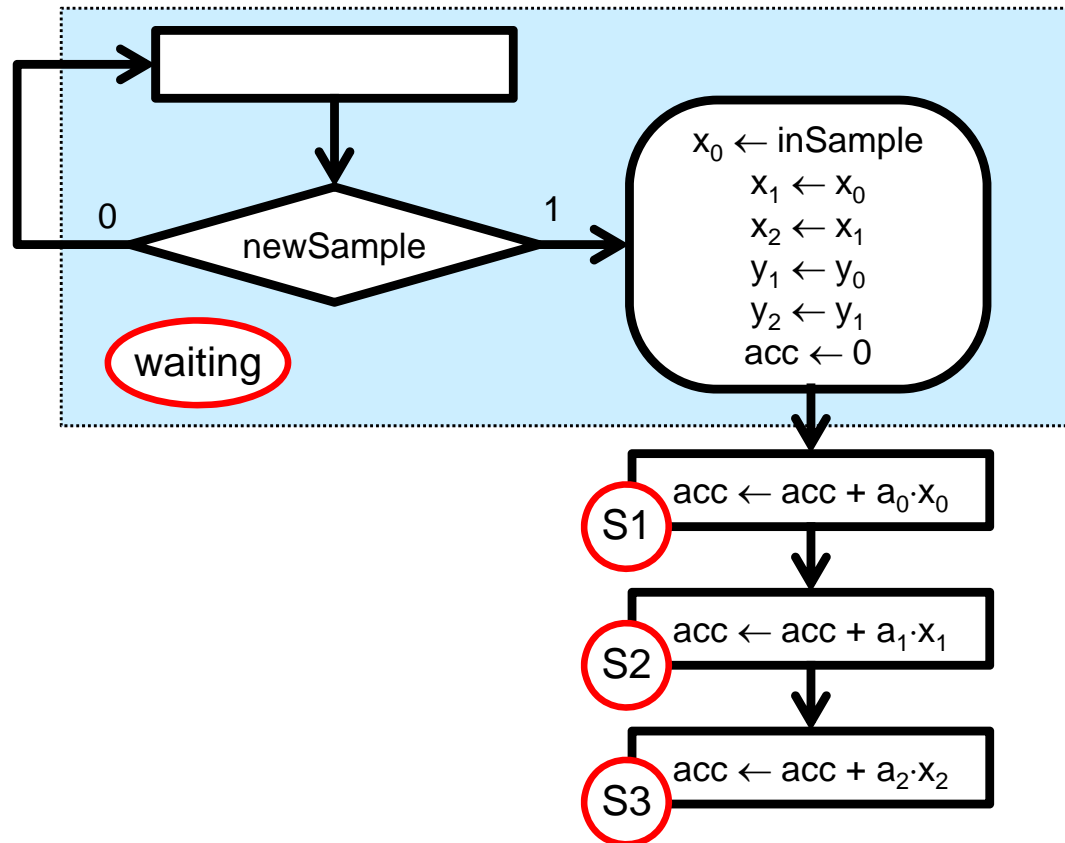 x₀ ← inSample
x₁ ← x₀
0
1
newSample
x₂ ← x₁
y₁ ← y₀
y₂ ← y₁
waiting
acc ← 0
acc ← acc + a₀·x₀
S1
acc ← acc + a₁·x₁
S2
acc ← acc + a₂·x₂
S3